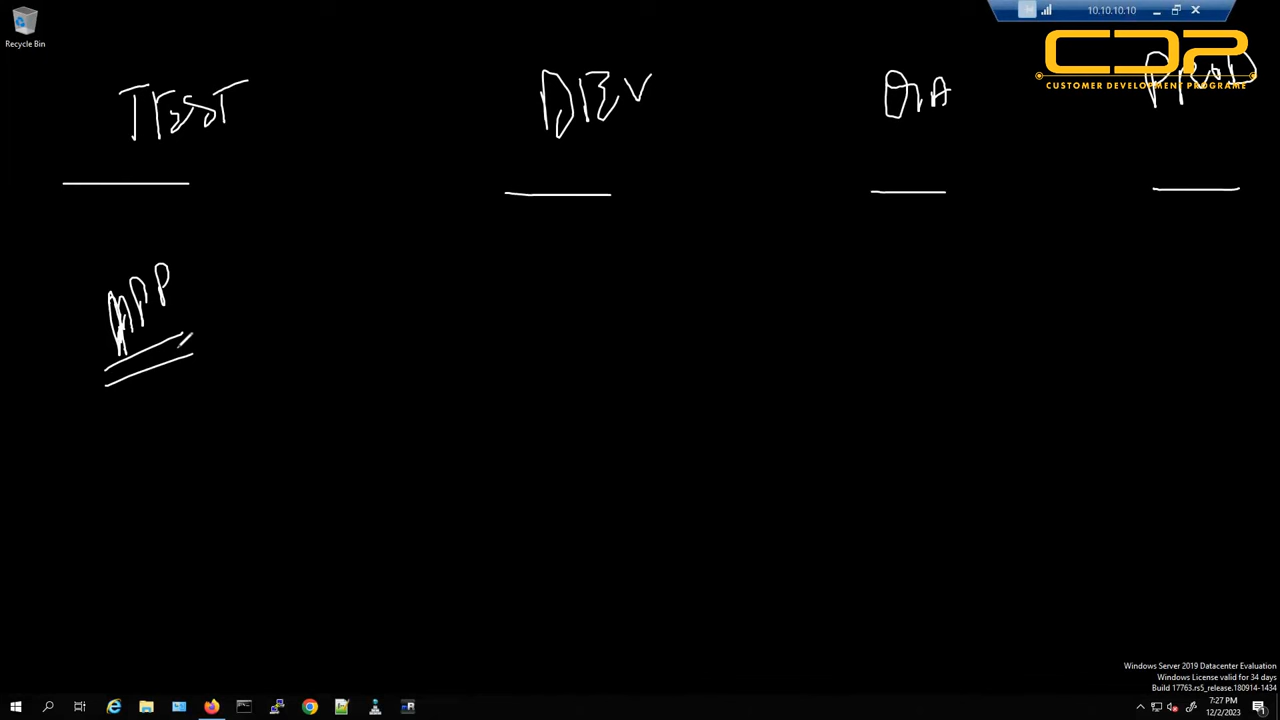 Recycle Bin
10.10.10.10
CDP
CUSTOMER DEVELOPMENT PROGRAME
TEST DEV QA PROD
APP
Windows Server 2019 Datacenter Evaluation
Windows License valid for 34 days
Build 17763.rs5_release.180914-1434
7:27 PM
12/2/2023